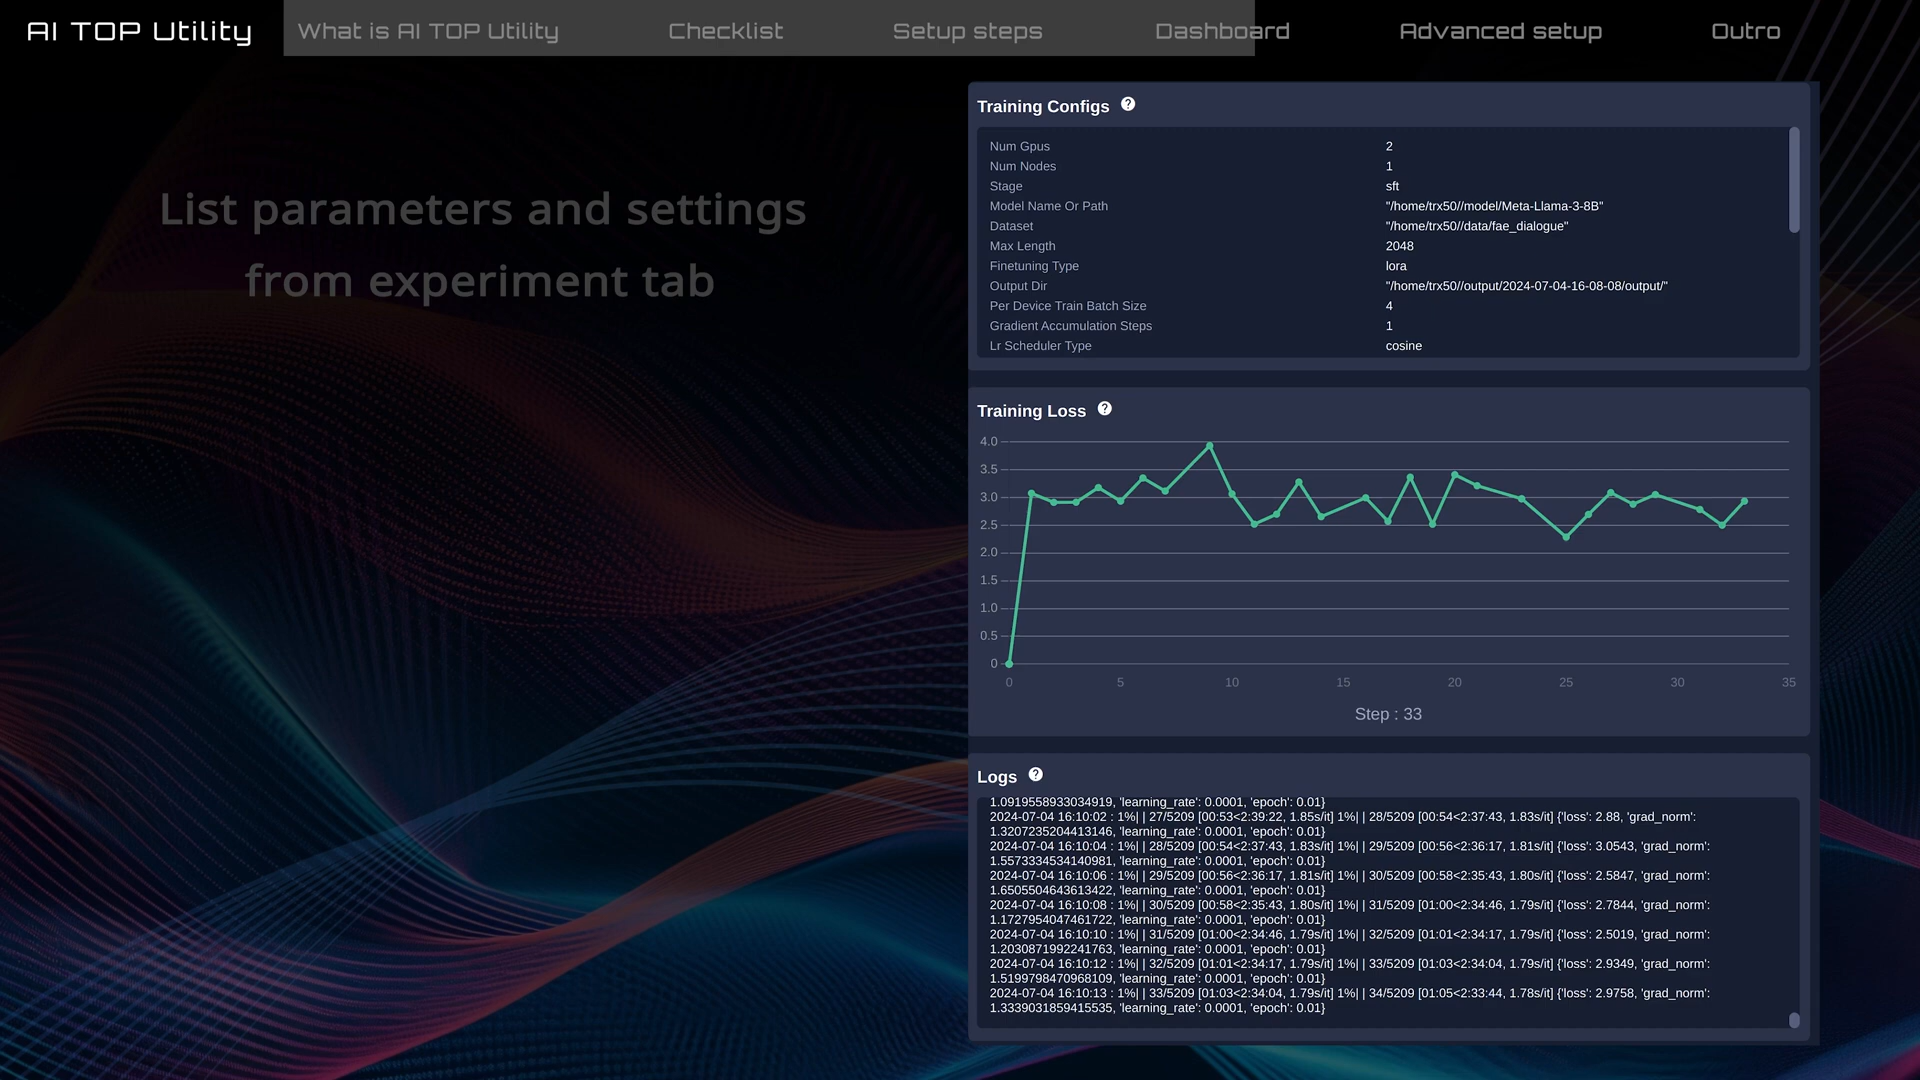 AI TOP Utility
What is AI TOP Utility
Checklist
Setup steps
Dashboard
Advanced setup
Outro
List parameters and settings
from experiment tab
Training Configs ?
Num Gpus 2
Num Nodes 1
Stage sft
Model Name Or Path "/home/trx50//model/Meta-Llama-3-8B"
Dataset "/home/trx50//data/fae_dialogue"
Max Length 2048
Finetuning Type lora
Output Dir "/home/trx50//output/2024-07-04-16-08-08/output/"
Per Device Train Batch Size 4
Gradient Accumulation Steps 1
Lr Scheduler Type cosine
Training Loss ?
4.0
3.5
3.0
2.5
2.0
1.5
1.0
0.5
0
0 5 10 15 20 25 30 35
Step : 33
Logs ?
1.0919558933034919, 'learning_rate': 0.0001, 'epoch': 0.01}
2024-07-04 16:10:02 : 1%| | 27/5209 [00:53<2:39:22, 1.85s/it] 1%| | 28/5209 [00:54<2:37:43, 1.83s/it] {'loss': 2.88, 'grad_norm':
1.3207235204413146, 'learning_rate': 0.0001, 'epoch': 0.01}
2024-07-04 16:10:04 : 1%| | 28/5209 [00:54<2:37:43, 1.83s/it] 1%| | 29/5209 [00:56<2:36:17, 1.81s/it] {'loss': 3.0543, 'grad_norm':
1.5573334534140981, 'learning_rate': 0.0001, 'epoch': 0.01}
2024-07-04 16:10:06 : 1%| | 29/5209 [00:56<2:36:17, 1.81s/it] 1%| | 30/5209 [00:58<2:35:43, 1.80s/it] {'loss': 2.5847, 'grad_norm':
1.6505504643613422, 'learning_rate': 0.0001, 'epoch': 0.01}
2024-07-04 16:10:08 : 1%| | 30/5209 [00:58<2:35:43, 1.80s/it] 1%| | 31/5209 [01:00<2:34:46, 1.79s/it] {'loss': 2.7844, 'grad_norm':
1.1727954047461722, 'learning_rate': 0.0001, 'epoch': 0.01}
2024-07-04 16:10:10 : 1%| | 31/5209 [01:00<2:34:46, 1.79s/it] 1%| | 32/5209 [01:01<2:34:17, 1.79s/it] {'loss': 2.5019, 'grad_norm':
1.2030871992241763, 'learning_rate': 0.0001, 'epoch': 0.01}
2024-07-04 16:10:12 : 1%| | 32/5209 [01:01<2:34:17, 1.79s/it] 1%| | 33/5209 [01:03<2:34:04, 1.79s/it] {'loss': 2.9349, 'grad_norm':
1.5199798470968109, 'learning_rate': 0.0001, 'epoch': 0.01}
2024-07-04 16:10:13 : 1%| | 33/5209 [01:03<2:34:04, 1.79s/it] 1%| | 34/5209 [01:05<2:33:44, 1.78s/it] {'loss': 2.9758, 'grad_norm':
1.3339031859415535, 'learning_rate': 0.0001, 'epoch': 0.01}